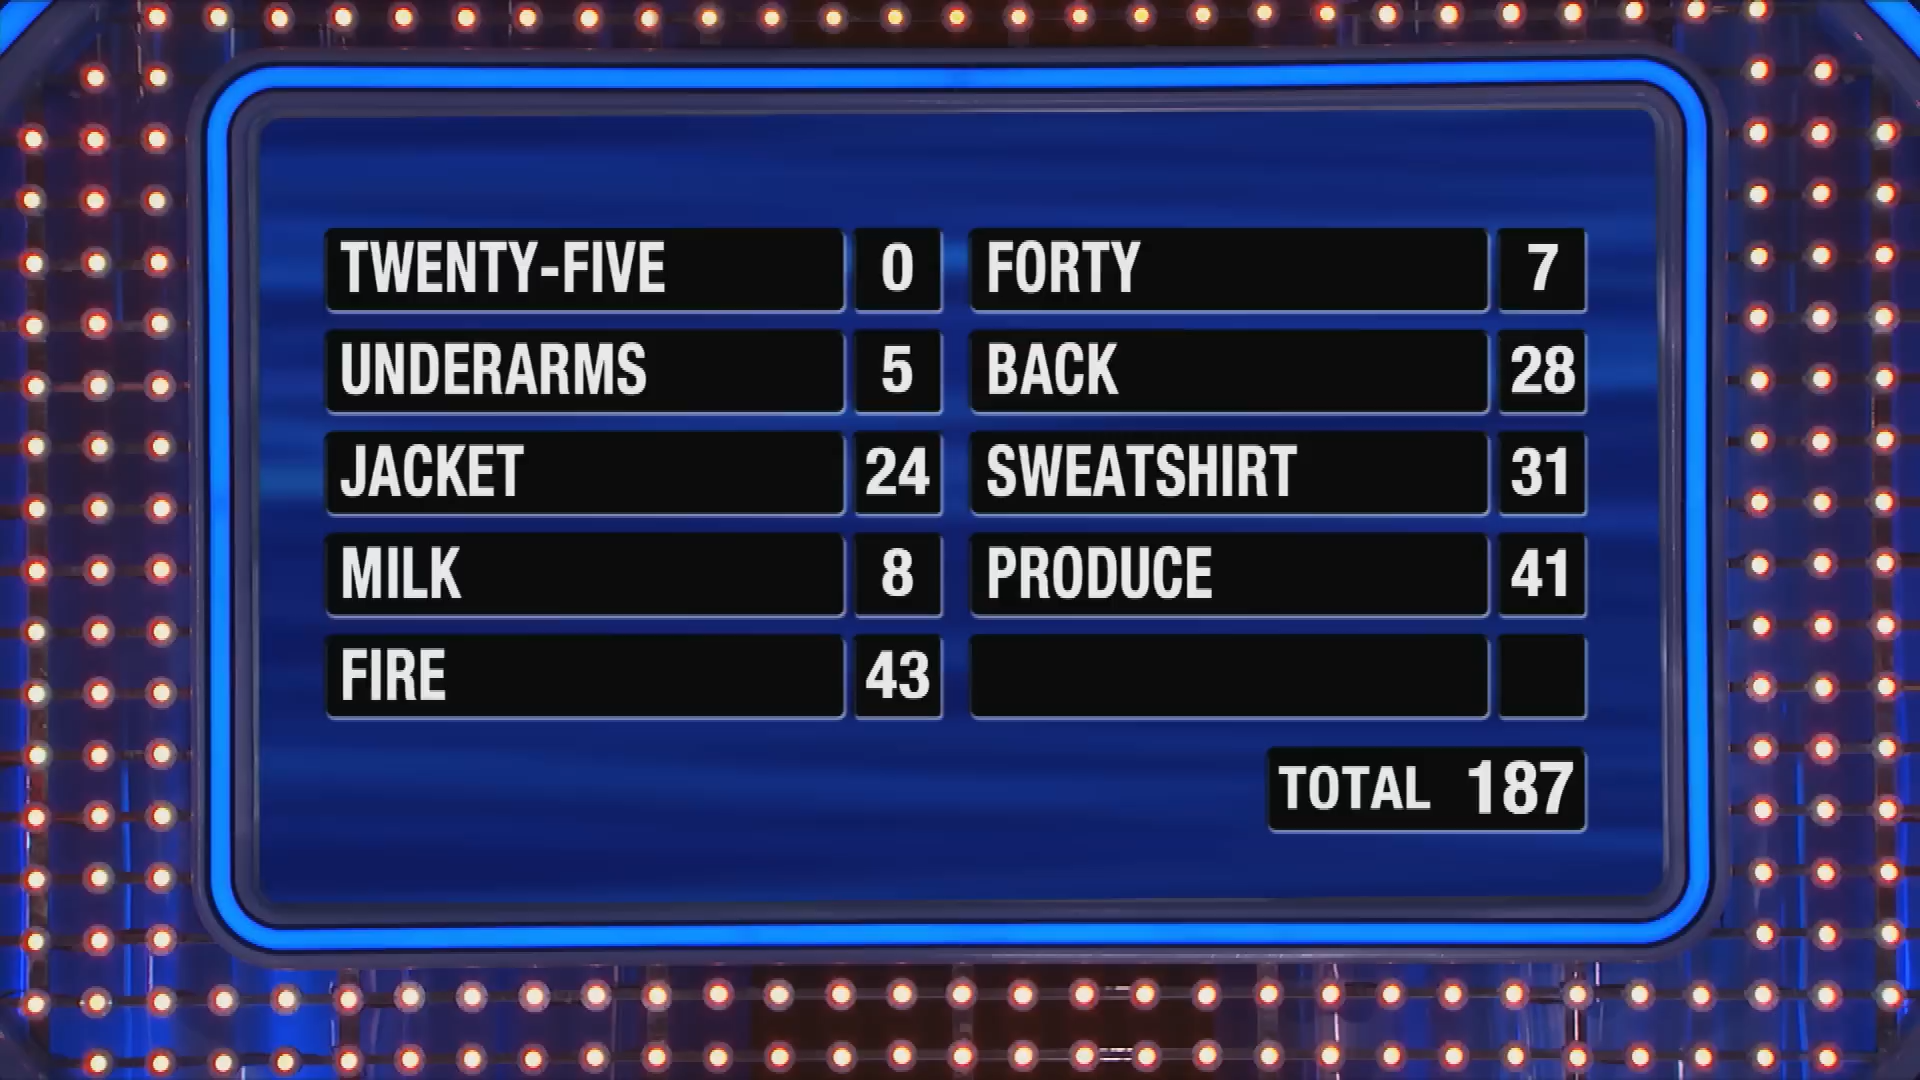 TWENTY-FIVE 0 FORTY 7
UNDERARMS 5 BACK 28
JACKET 24 SWEATSHIRT 31
MILK 8 PRODUCE 41
FIRE 43
TOTAL 187